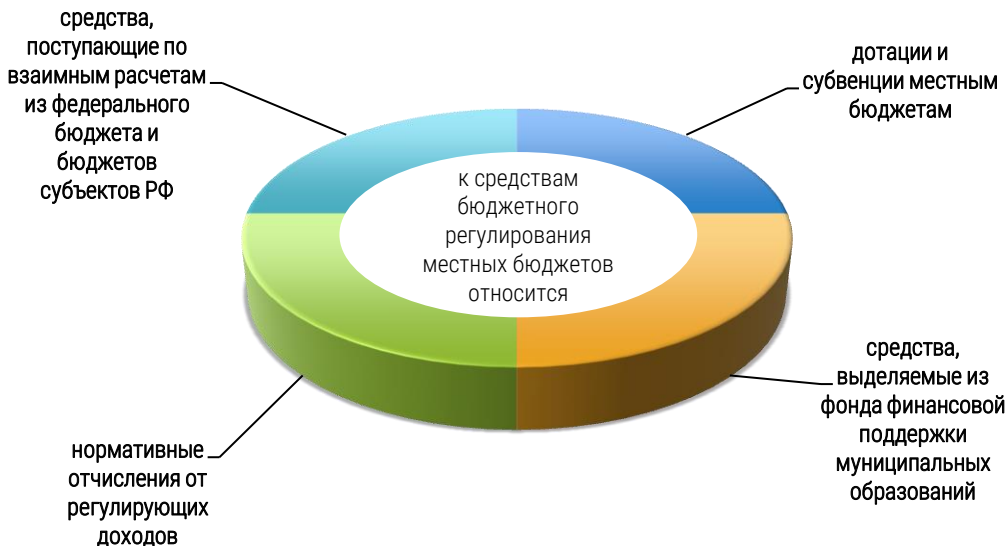 средства,
поступающие по
взаимным расчетам
из федерального
бюджета и
бюджетов
субъектов РФ
дотации и
субвенции местным
бюджетам
к средствам
бюджетного
регулирования
местных бюджетов
относится
средства,
выделяемые из
фонда финансовой
поддержки
муниципальных
образований
нормативные
отчисления от
регулирующих
доходов